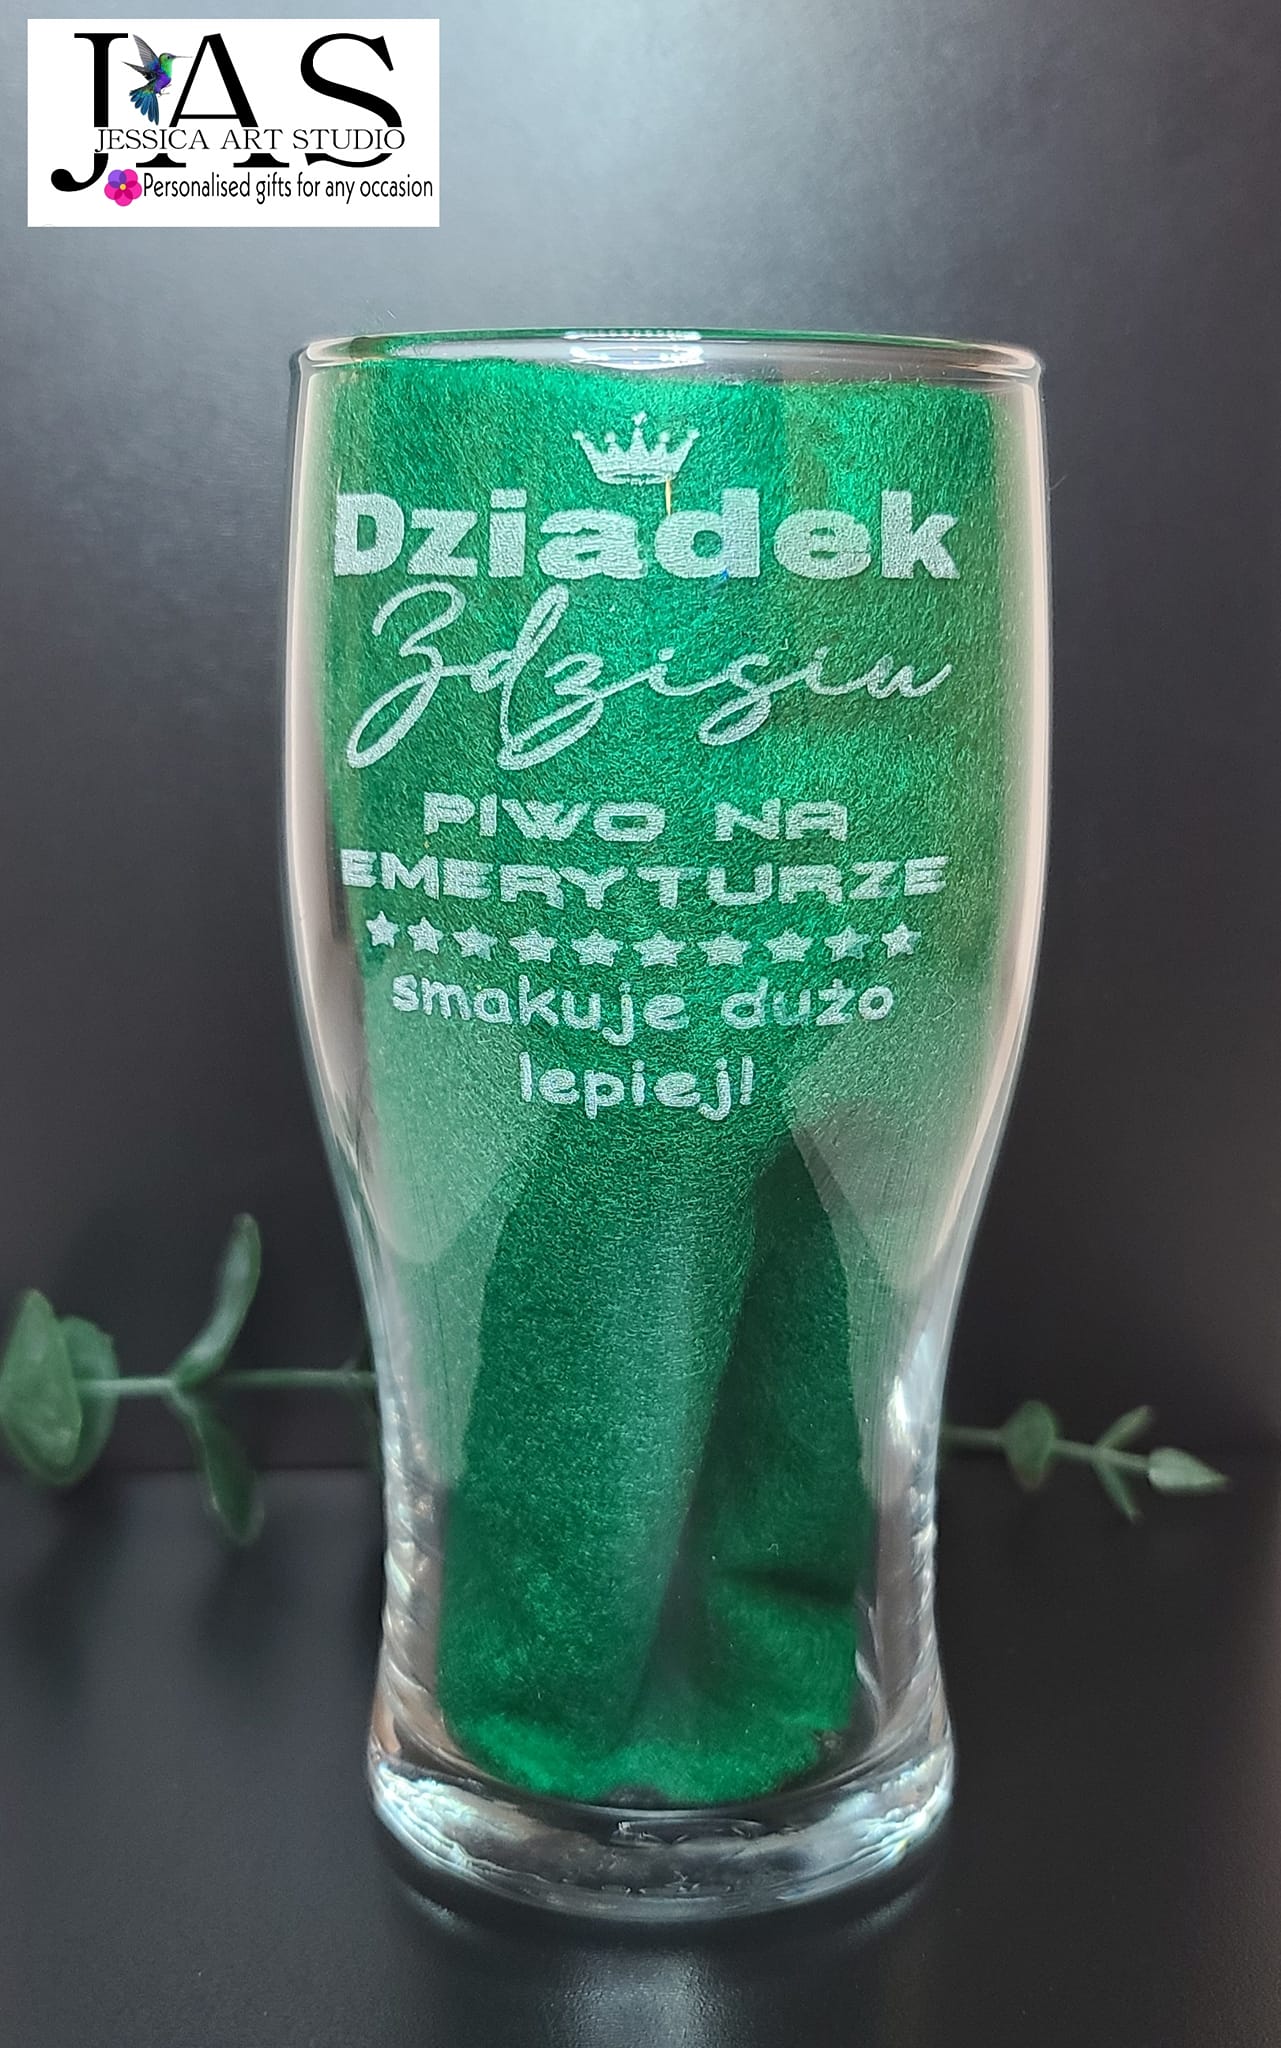 JAS
JESSICA ART STUDIO
Personalised gifts for any occasion
Dziadek
Zdzisiu
PIWO NA
EMERYTURZE
smakuje dużo
lepiej!